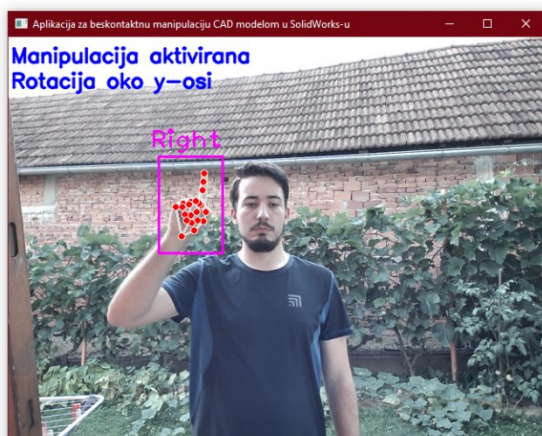 Aplikacija za beskontaktnu manipulaciju CAD modelom u SolidWorks-u
Manipulacija aktivirana
Rotacija oko y-osi
Right